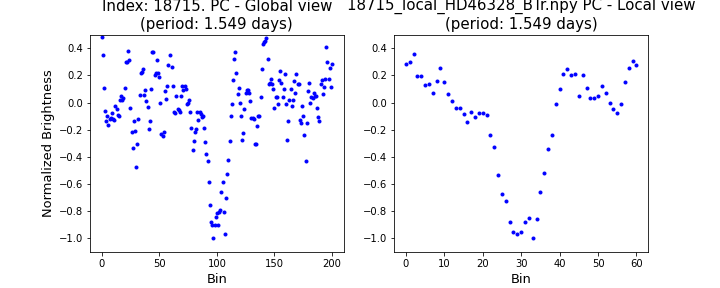 Index: 18715. PC - Global view
(period: 1.549 days)
18715_local_HD46328_BTr.npy PC - Local view
(period: 1.549 days)
Normalized Brightness
0.4
0.2
0.0
−0.2
−0.4
−0.6
−0.8
−1.0
0 50 100 150 200
Bin
0.4
0.2
0.0
−0.2
−0.4
−0.6
−0.8
−1.0
0 10 20 30 40 50 60
Bin